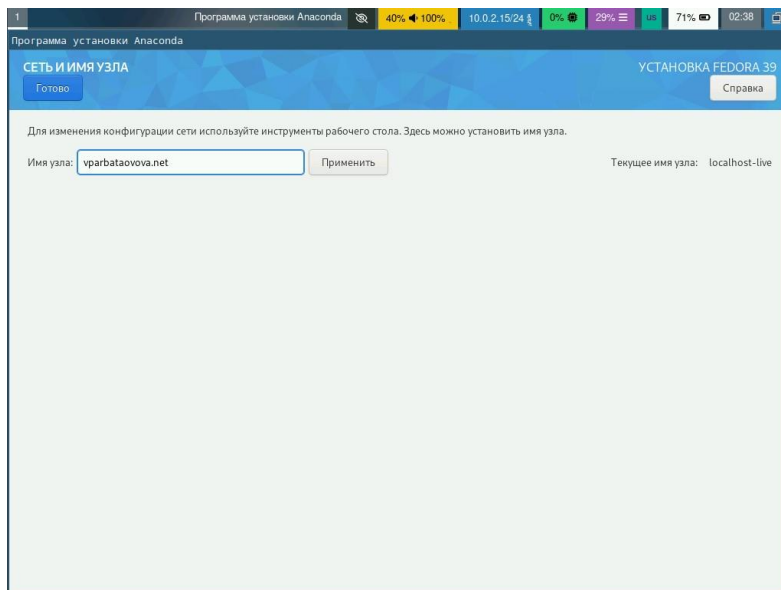 1 Программа установки Anaconda 40% 100% 10.0.2.15/24 0% 29% us 71% 02:38
Программа установки Anaconda
СЕТЬ И ИМЯ УЗЛА
УСТАНОВКА FEDORA 39
Готово
Справка
Для изменения конфигурации сети используйте инструменты рабочего стола. Здесь можно установить имя узла.
Имя узла: vparbataovova.net Применить Текущее имя узла: localhost-live